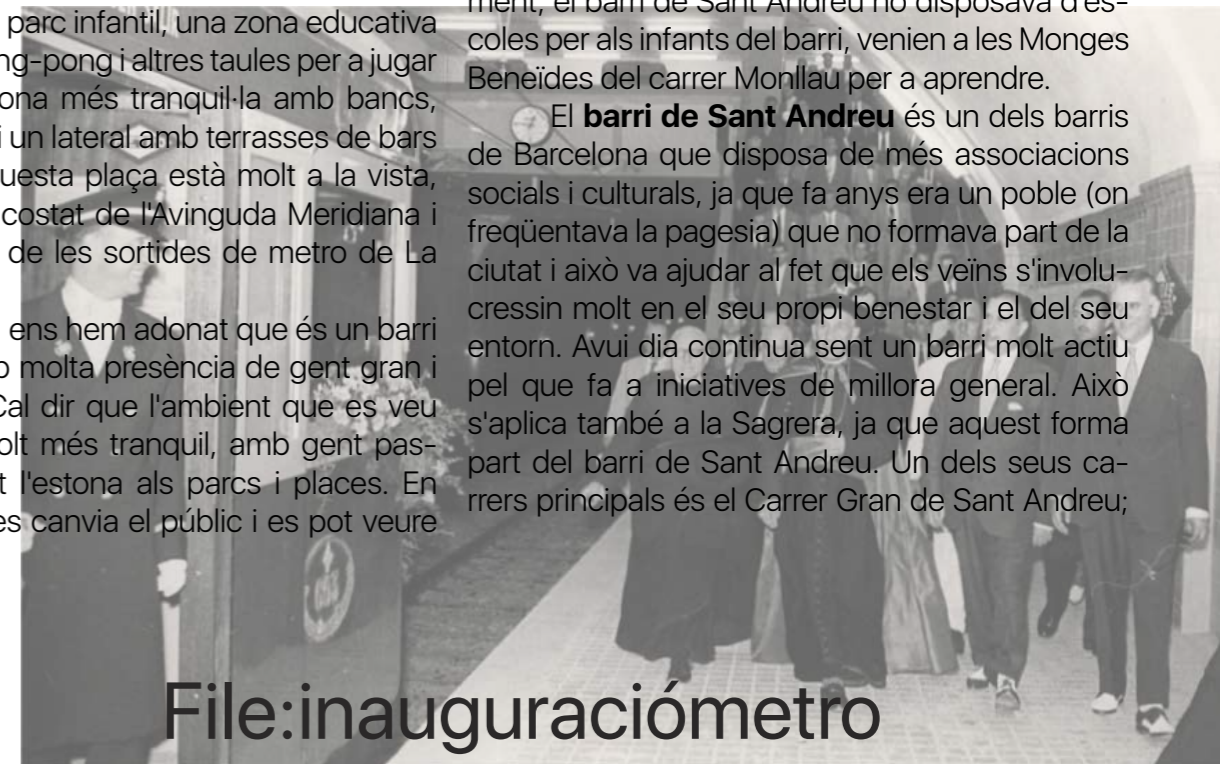 parc infantil, una zona educativa
ng-pong i altres taules per a jugar
ona més tranquil·la amb bancs,
i un lateral amb terrasses de bars
uesta plaça està molt a la vista,
costat de l'Avinguda Meridiana i
de les sortides de metro de La
ens hem adonat que és un barri
molta presència de gent gran i
Cal dir que l'ambient que es veu
olt més tranquil, amb gent pas-
t l'estona als parcs i places. En
es canvia el públic i es pot veure
ment, el barri de Sant Andreu no disposava d'es-
coles per als infants del barri, venien a les Monges
Beneïdes del carrer Monllau per a aprendre.
El barri de Sant Andreu és un dels barris
de Barcelona que disposa de més associacions
socials i culturals, ja que fa anys era un poble (on
freqüentava la pagesia) que no formava part de la
ciutat i això va ajudar al fet que els veïns s'involu-
cressin molt en el seu propi benestar i el del seu
entorn. Avui dia continua sent un barri molt actiu
pel que fa a iniciatives de millora general. Això
s'aplica també a la Sagrera, ja que aquest forma
part del barri de Sant Andreu. Un dels seus ca-
rrers principals és el Carrer Gran de Sant Andreu;
File:inauguraciómetro